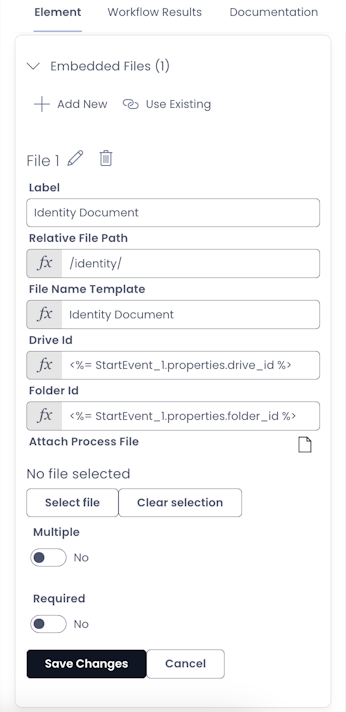 Element Workflow Results Documentation
Embedded Files (1)
Add New Use Existing
File 1
Label
Identity Document
Relative File Path
fx /identity/
File Name Template
fx Identity Document
Drive Id
fx <%= StartEvent_1.properties.drive_id %>
Folder Id
fx <%= StartEvent_1.properties.folder_id %>
Attach Process File
No file selected
Select file Clear selection
Multiple
No
Required
No
Save Changes Cancel